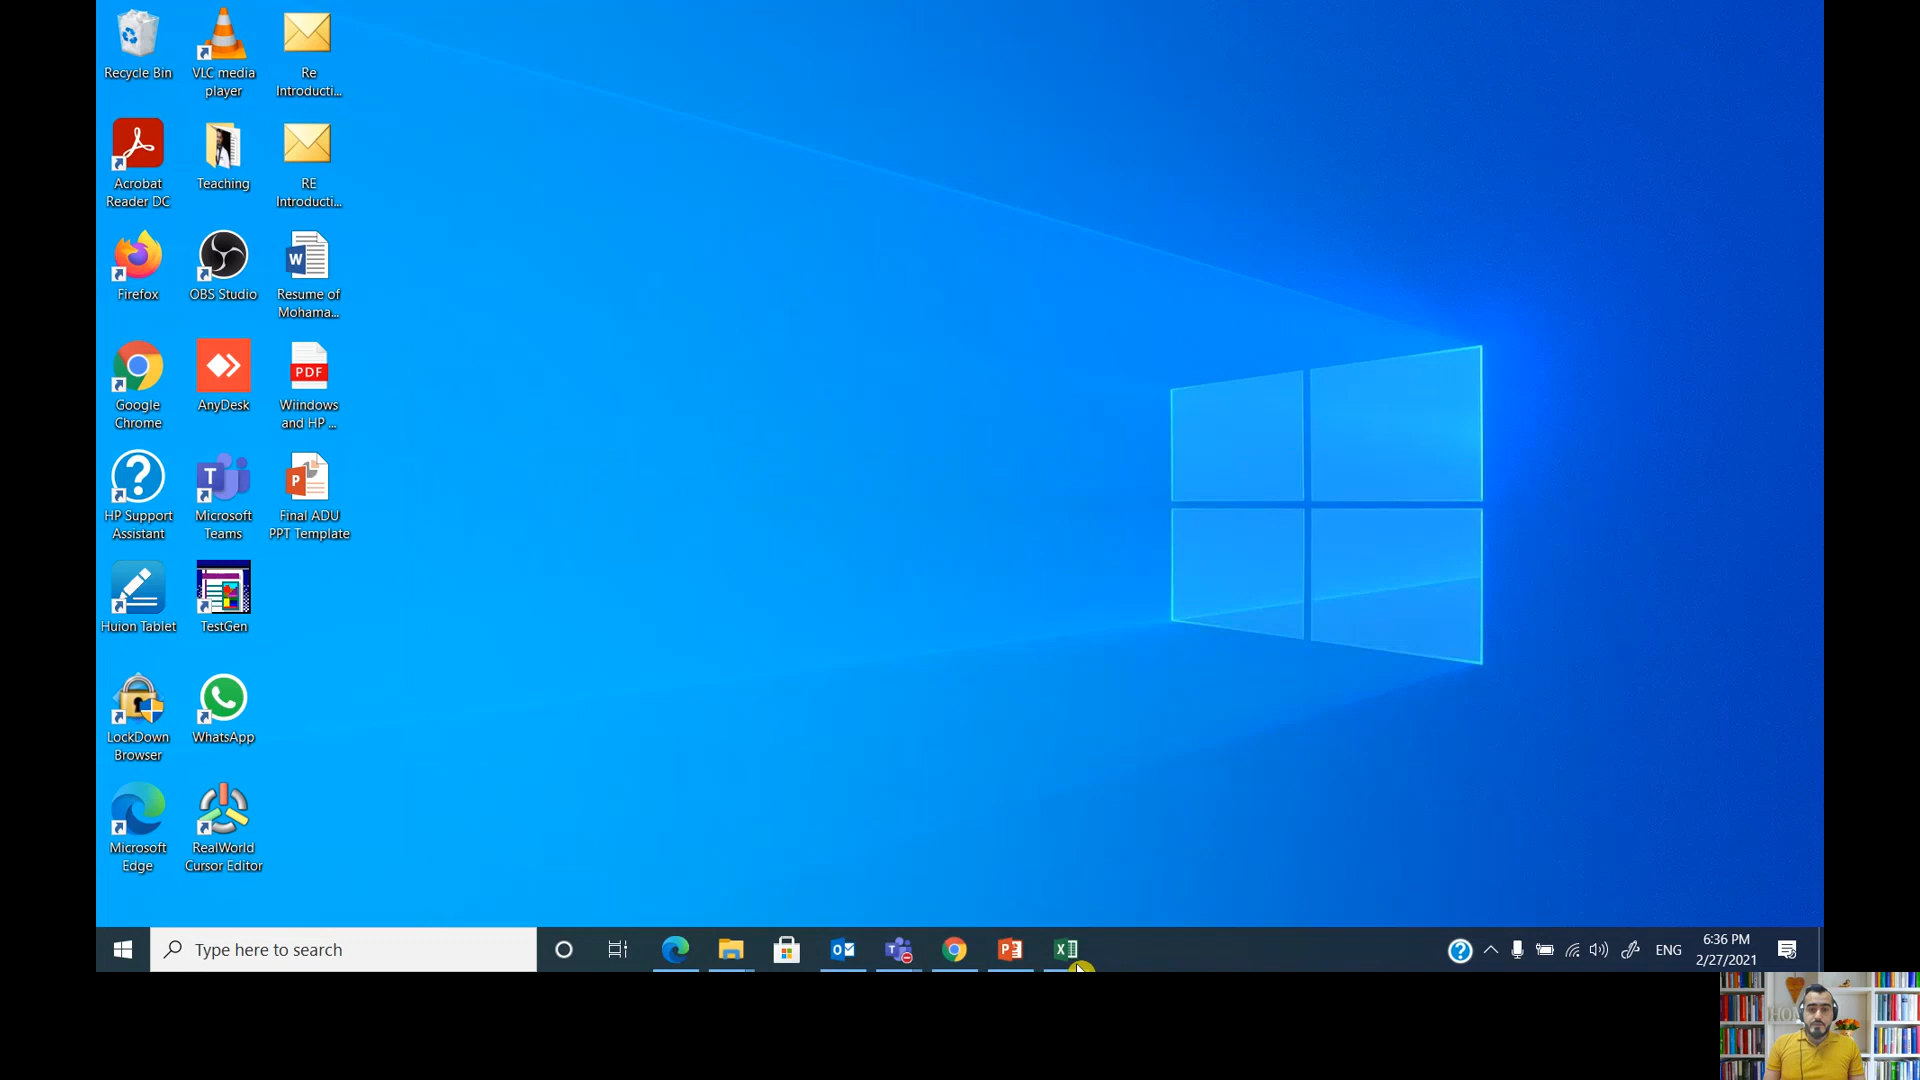 Recycle Bin
VLC media
player
Re
Introducti...
Acrobat
Reader DC
Teaching
RE
Introducti...
Firefox
OBS Studio
W
Resume of
Mohama...
Google
Chrome
AnyDesk
PDF
Wiindows
and HP ...
?
HP Support
Assistant
T
Microsoft
Teams
P
Final ADU
PPT Template
Huion Tablet
TestGen
LockDown
Browser
WhatsApp
Microsoft
Edge
RealWorld
Cursor Editor
Type here to search
ENG
6:36 PM
2/27/2021